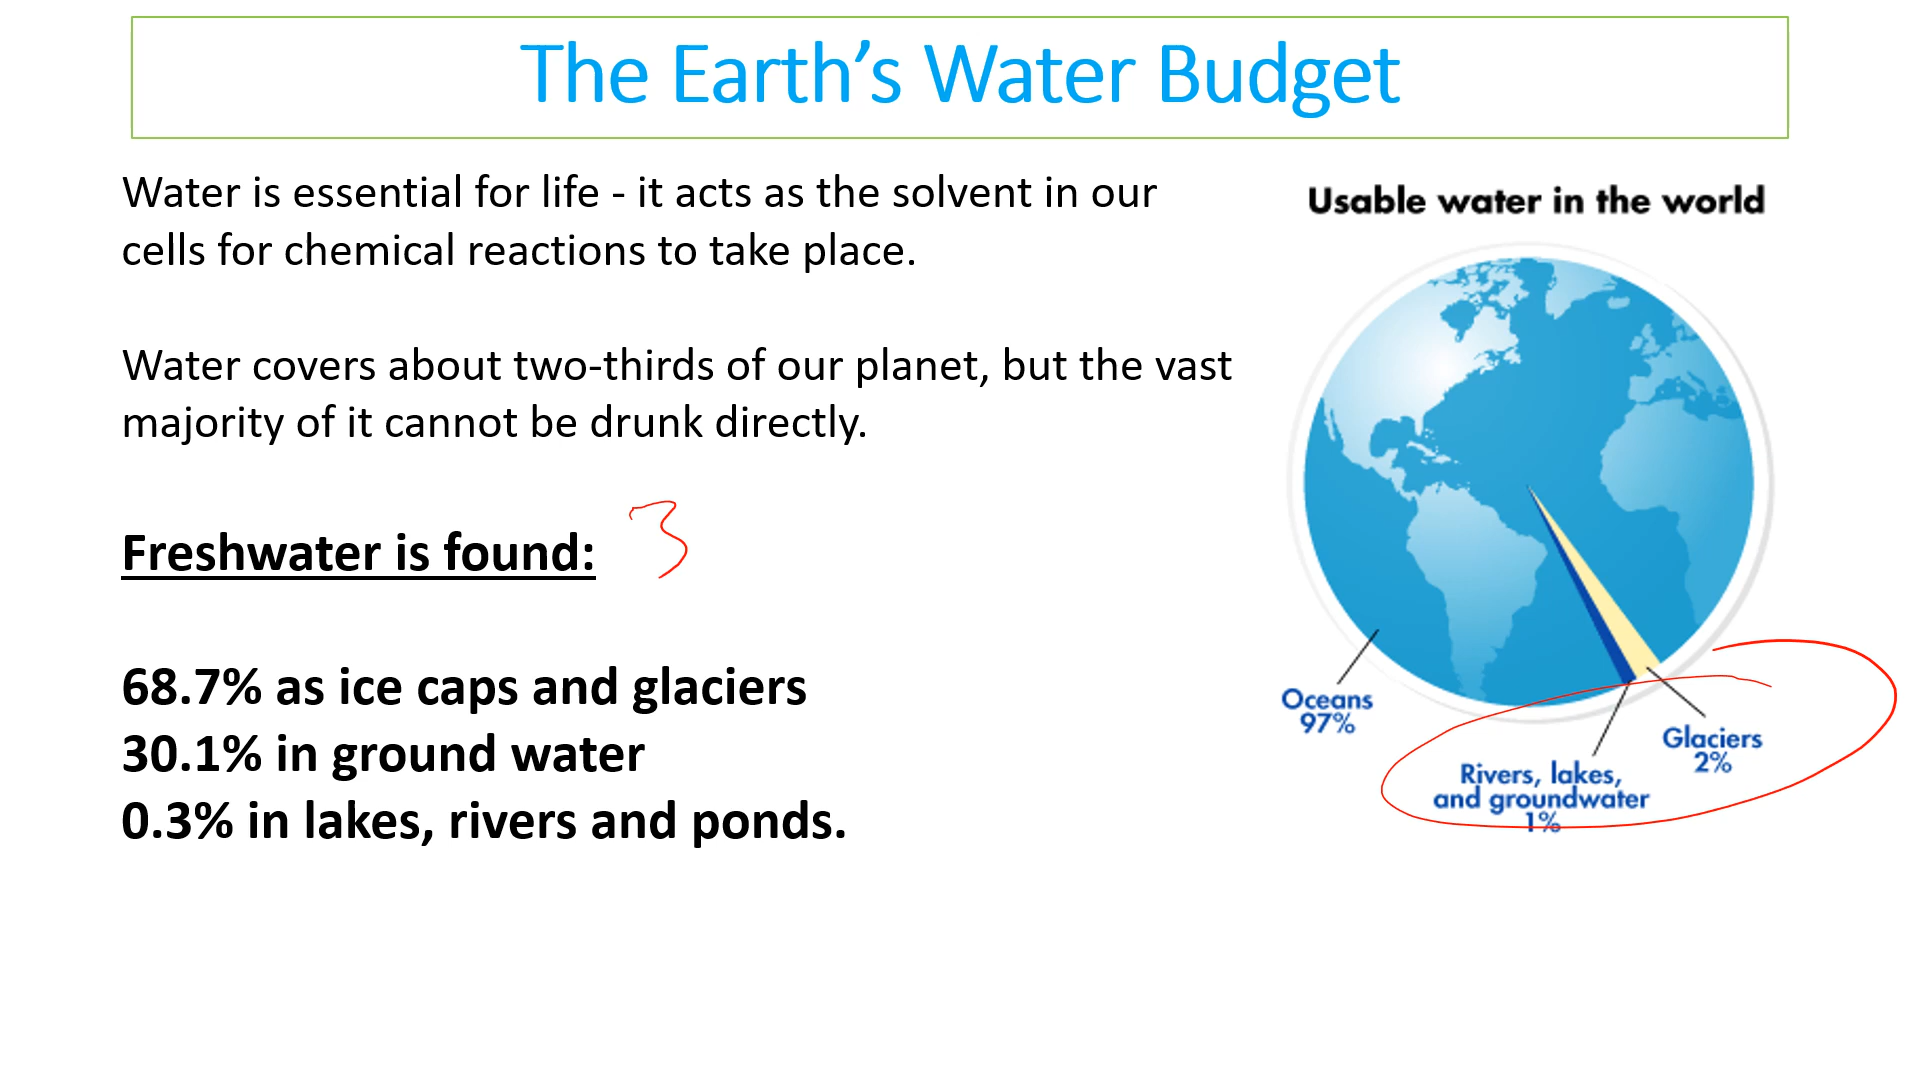 The Earth’s Water Budget
Water is essential for life - it acts as the solvent in our
cells for chemical reactions to take place.
Water covers about two-thirds of our planet, but the vast
majority of it cannot be drunk directly.
Freshwater is found: 3
68.7% as ice caps and glaciers
30.1% in ground water
0.3% in lakes, rivers and ponds.
Usable water in the world
Oceans
97%
Rivers, lakes,
and groundwater
1%
Glaciers
2%